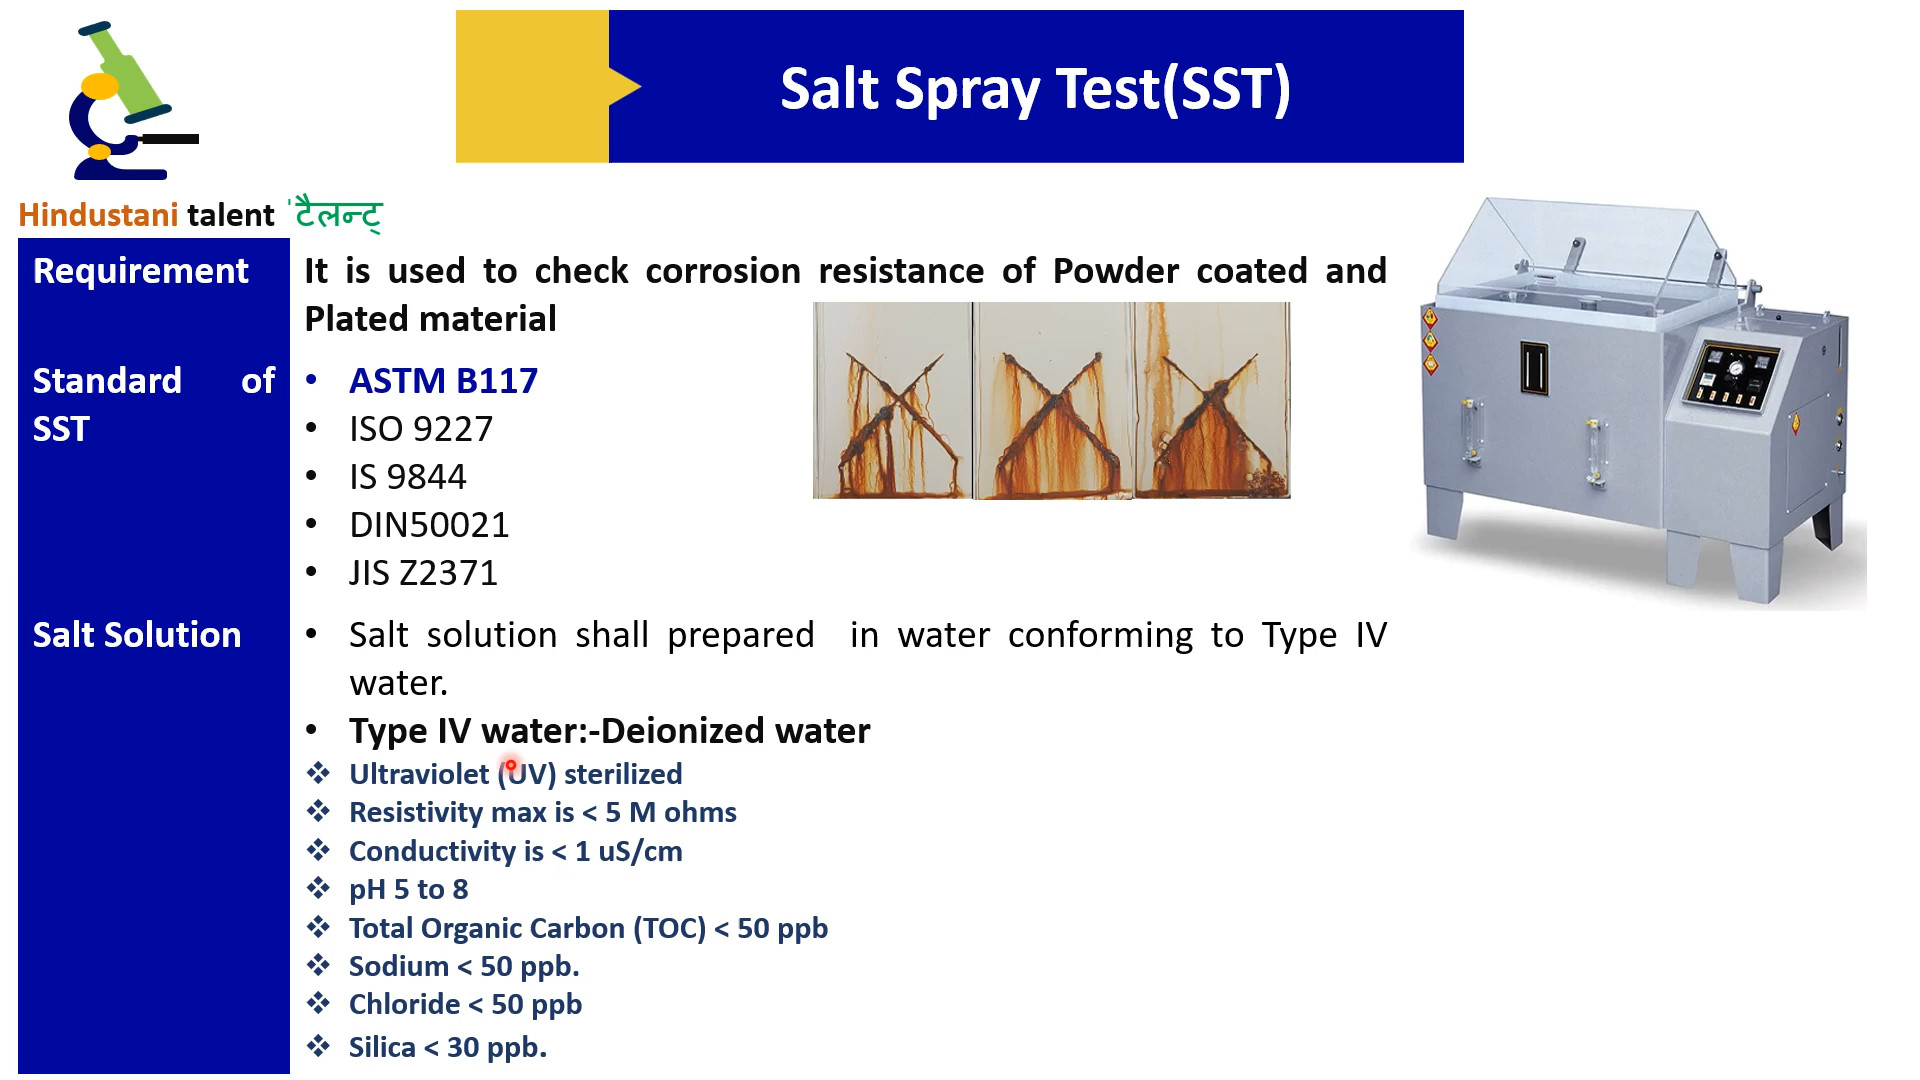 Salt Spray Test(SST)
Hindustani talent ˈटैलन्ट्
Requirement
It is used to check corrosion resistance of Powder coated and
Plated material
Standard of
SST
• ASTM B117
• ISO 9227
• IS 9844
• DIN50021
• JIS Z2371
Salt Solution
• Salt solution shall prepared in water conforming to Type IV
water.
• Type IV water:-Deionized water
❖ Ultraviolet (UV) sterilized
❖ Resistivity max is < 5 M ohms
❖ Conductivity is < 1 uS/cm
❖ pH 5 to 8
❖ Total Organic Carbon (TOC) < 50 ppb
❖ Sodium < 50 ppb.
❖ Chloride < 50 ppb
❖ Silica < 30 ppb.